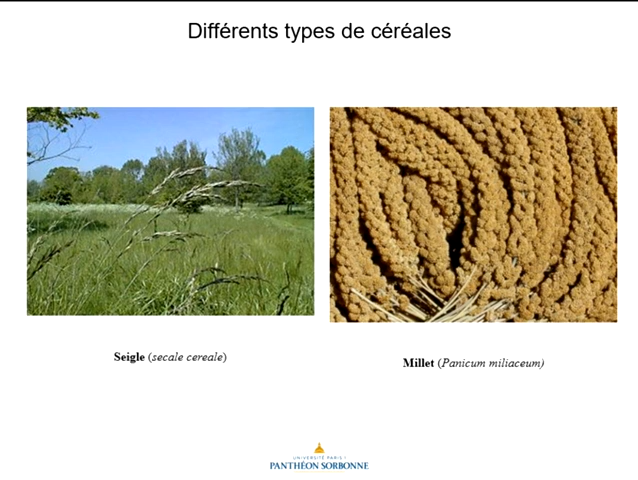 Différents types de céréales
Seigle (secale cereale)
Millet (Panicum miliaceum)
UNIVERSITÉ PARIS 1
PANTHÉON SORBONNE